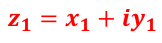 z₁ = x₁ + iy₁